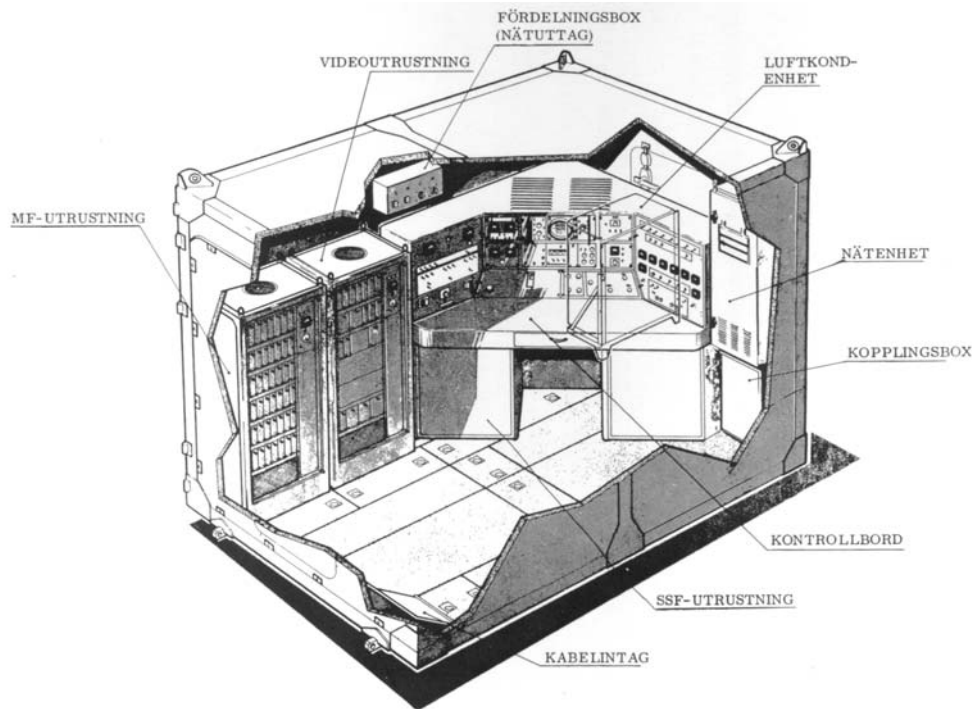 FÖRDELNINGSBOX
(NÄTUTTAG)
VIDEOUTRUSTNING
LUFTKOND-
ENHET
MF-UTRUSTNING
NÄTENHET
KOPPLINGSBOX
KONTROLLBORD
SSF-UTRUSTNING
KABELINTAG